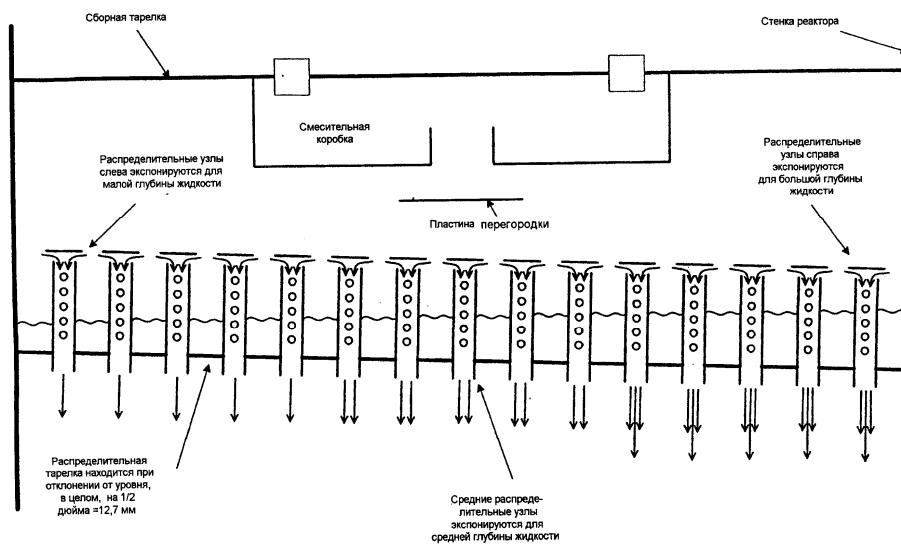 Сборная тарелка
Стенка реактора
Смесительная
коробка
Распределительные узлы
слева экспонируются для
малой глубины жидкости
Распределительные
узлы справа
экспонируются
для большой глубины
жидкости
Пластина перегородки
Распределительная
тарелка находится при
отклонении от уровня,
в целом, на 1/2
дюйма =12,7 мм
Средние распреде-
лительные узлы
экспонируются для
средней глубины жидкости